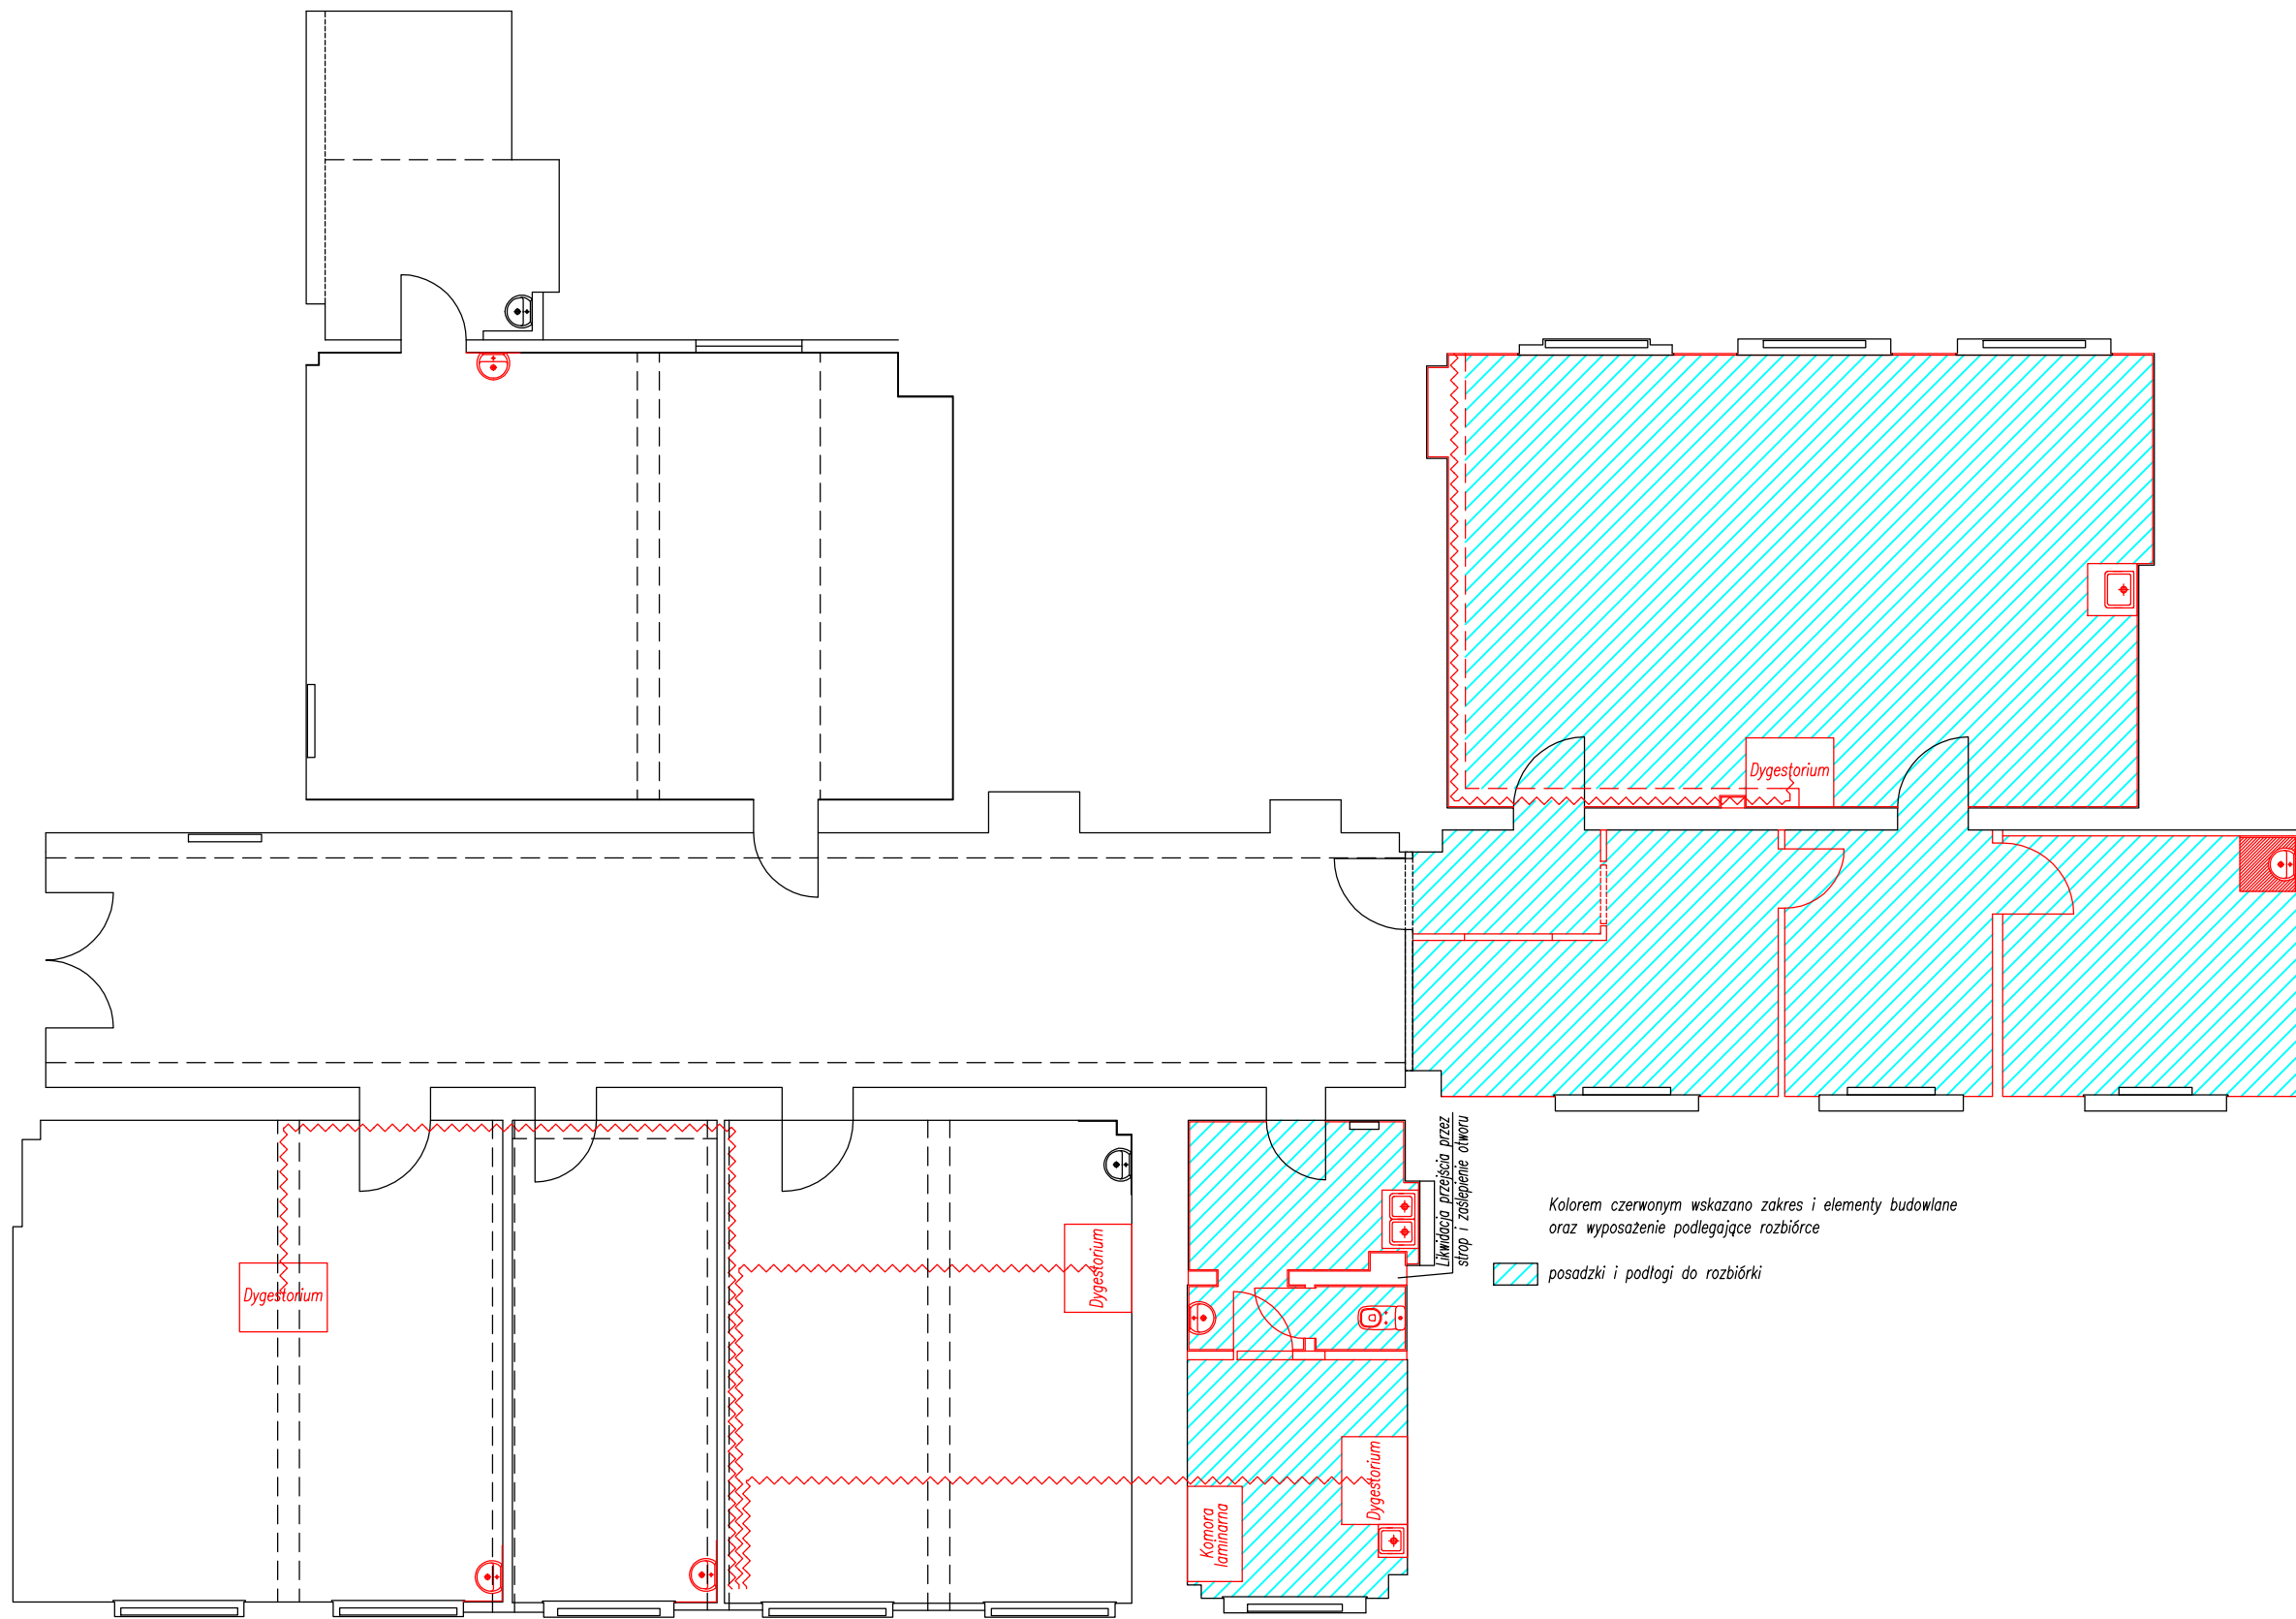 Dygestorium
Dygestorium
Dygestorium
Likwidacja przejścia przez
strop i zaślepienie otworu
Kolorem czerwonym wskazano zakres i elementy budowlane
oraz wyposażenie podlegające rozbiórce
posadzki i podłogi do rozbiórki
Dygestorium
Komora
laminarna